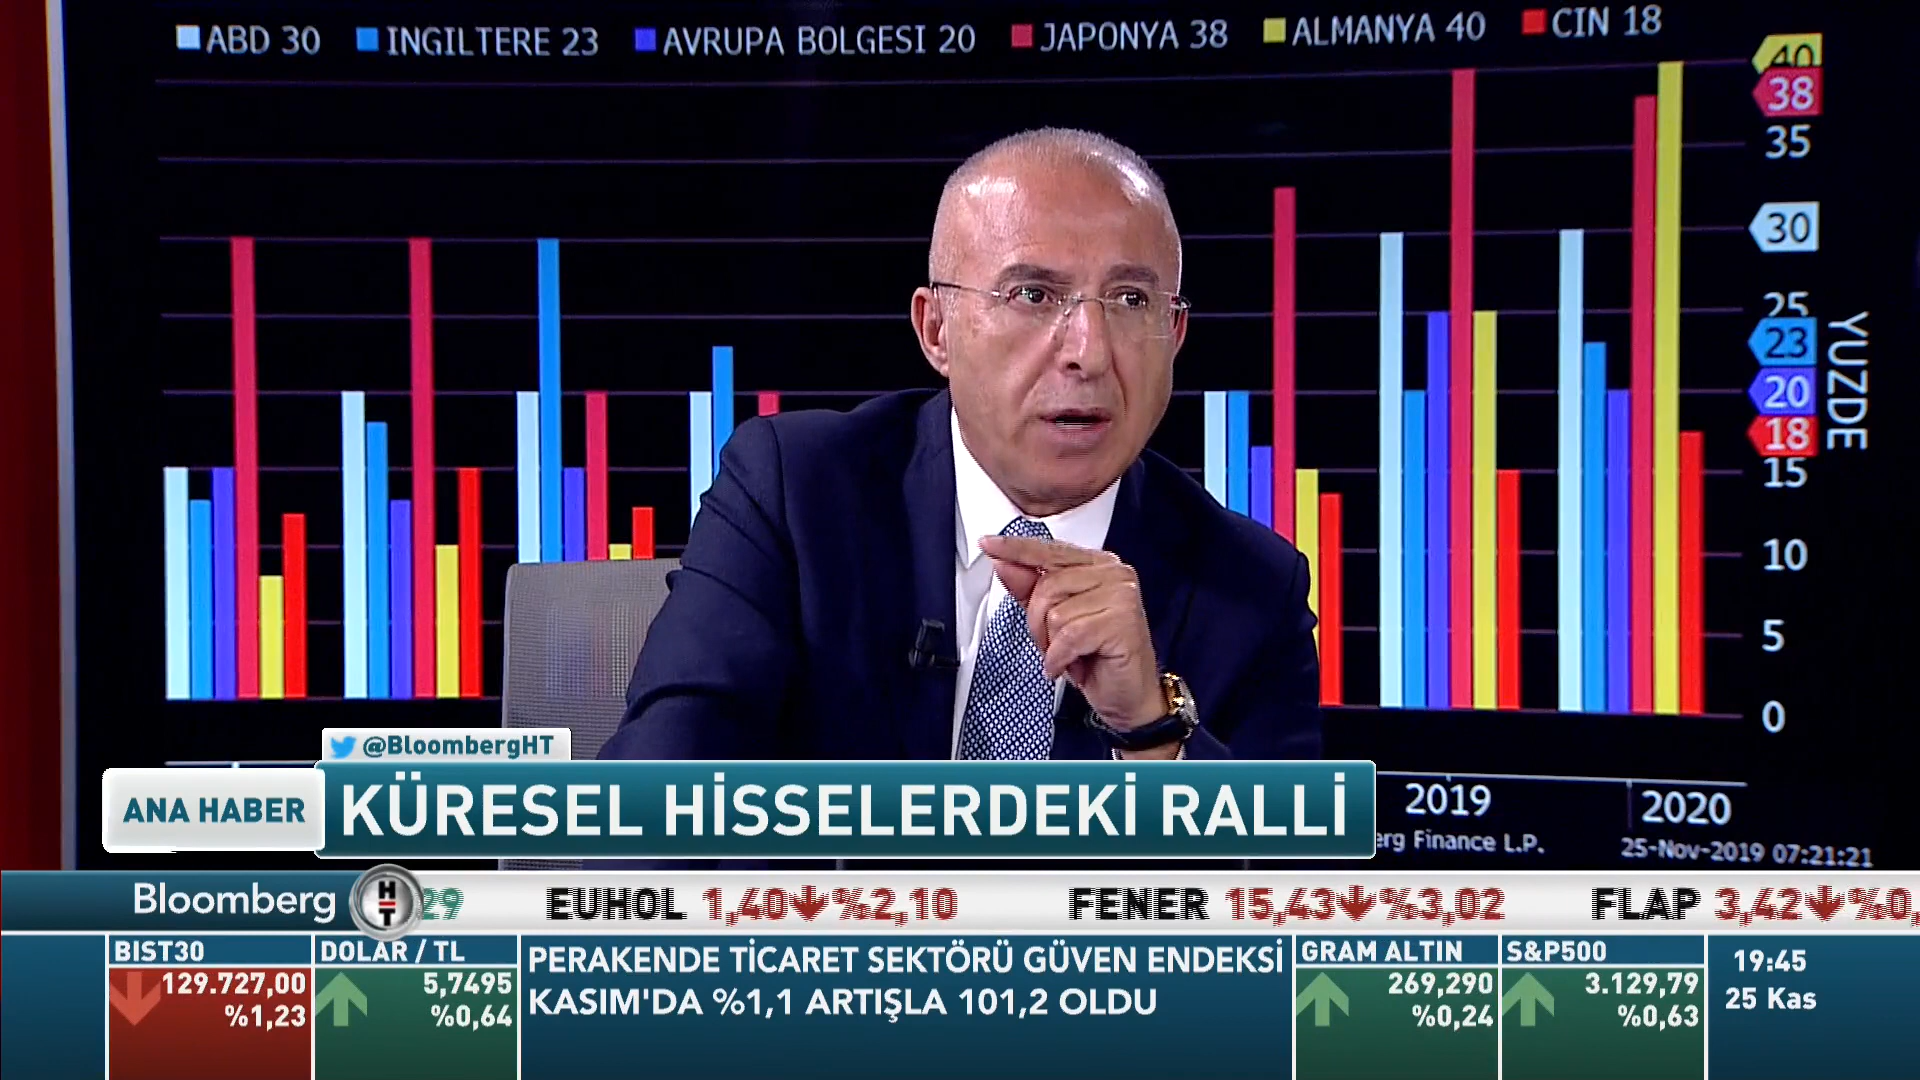 ABD 30 INGILTERE 23 AVRUPA BOLGESI 20 JAPONYA 38 ALMANYA 40 CIN 18
40
38
35
30
25
23
20
18
15
10
5
0
YUZDE
2019 2020
Finance L.P. 25-Nov-2019 07:21:21
@BloombergHT
ANA HABER KÜRESEL HİSSELERDEKİ RALLİ
Bloomberg HT 29 EUHOL 1,40 %2,10 FENER 15,43 %3,02 FLAP 3,42 %0,
BIST30
129.727,00
%1,23
DOLAR / TL
5,7495
%0,64
PERAKENDE TİCARET SEKTÖRÜ GÜVEN ENDEKSİ
KASIM'DA %1,1 ARTIŞLA 101,2 OLDU
GRAM ALTIN
269,290
%0,24
S&P500
3.129,79
%0,63
19:45
25 Kas